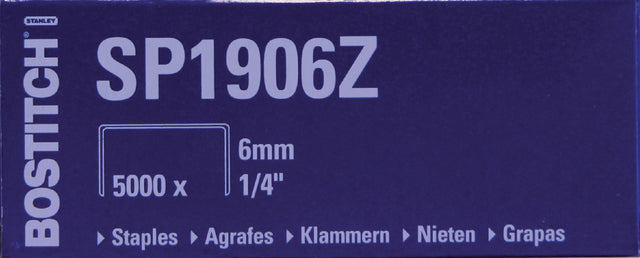 STANLEY
BOSTITCH®
SP1906Z
6mm
5000 x 1/4"
Staples Agrafes Klammern Nieten Grapas